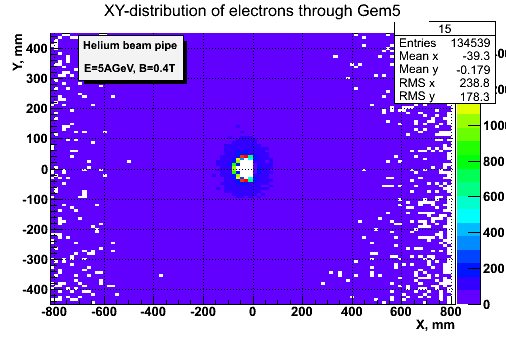 XY-distribution of electrons through Gem5
15
Entries 134539
Mean x -39.3
Mean y -0.179
RMS x 238.8
RMS y 178.3
Helium beam pipe
E=5AGeV, B=0.4T
Y, mm
400
300
200
100
0
-100
-200
-300
-400
-800 -600 -400 -200 0 200 400 600 800
X, mm
1000
800
600
400
200
0